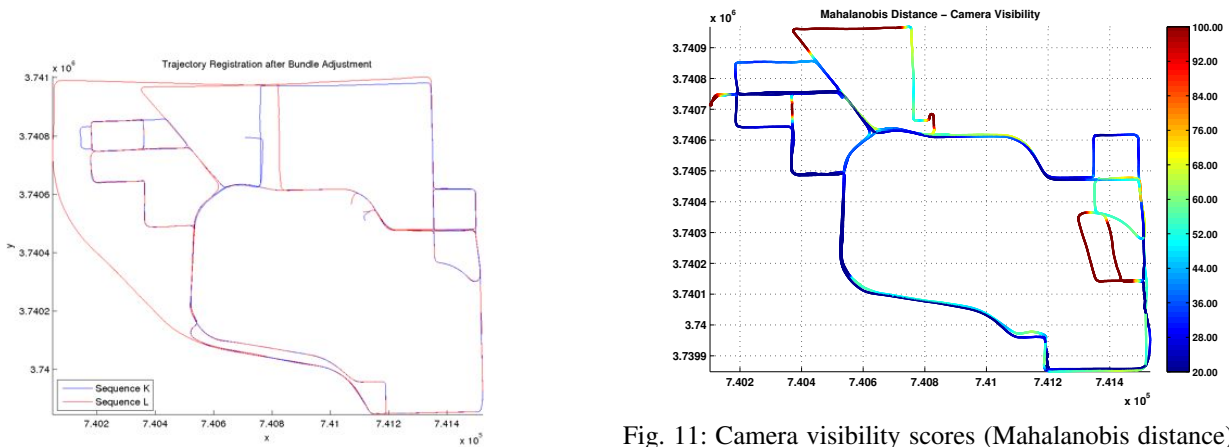 Trajectory Registration after Bundle Adjustment
x 10^6
3.741
3.7408
3.7406
3.7404
3.7402
3.74
y
Sequence K
Sequence L
7.402 7.404 7.406 7.408 7.41 7.412 7.414
x
x 10^5
Mahalanobis Distance – Camera Visibility
x 10^6
3.7409
3.7408
3.7407
3.7406
3.7405
3.7404
3.7403
3.7402
3.7401
3.74
3.7399
7.402 7.404 7.406 7.408 7.41 7.412 7.414
x 10^5
100.00
92.00
84.00
76.00
68.00
60.00
52.00
44.00
36.00
28.00
20.00
Fig. 11: Camera visibility scores (Mahalanobis distance)